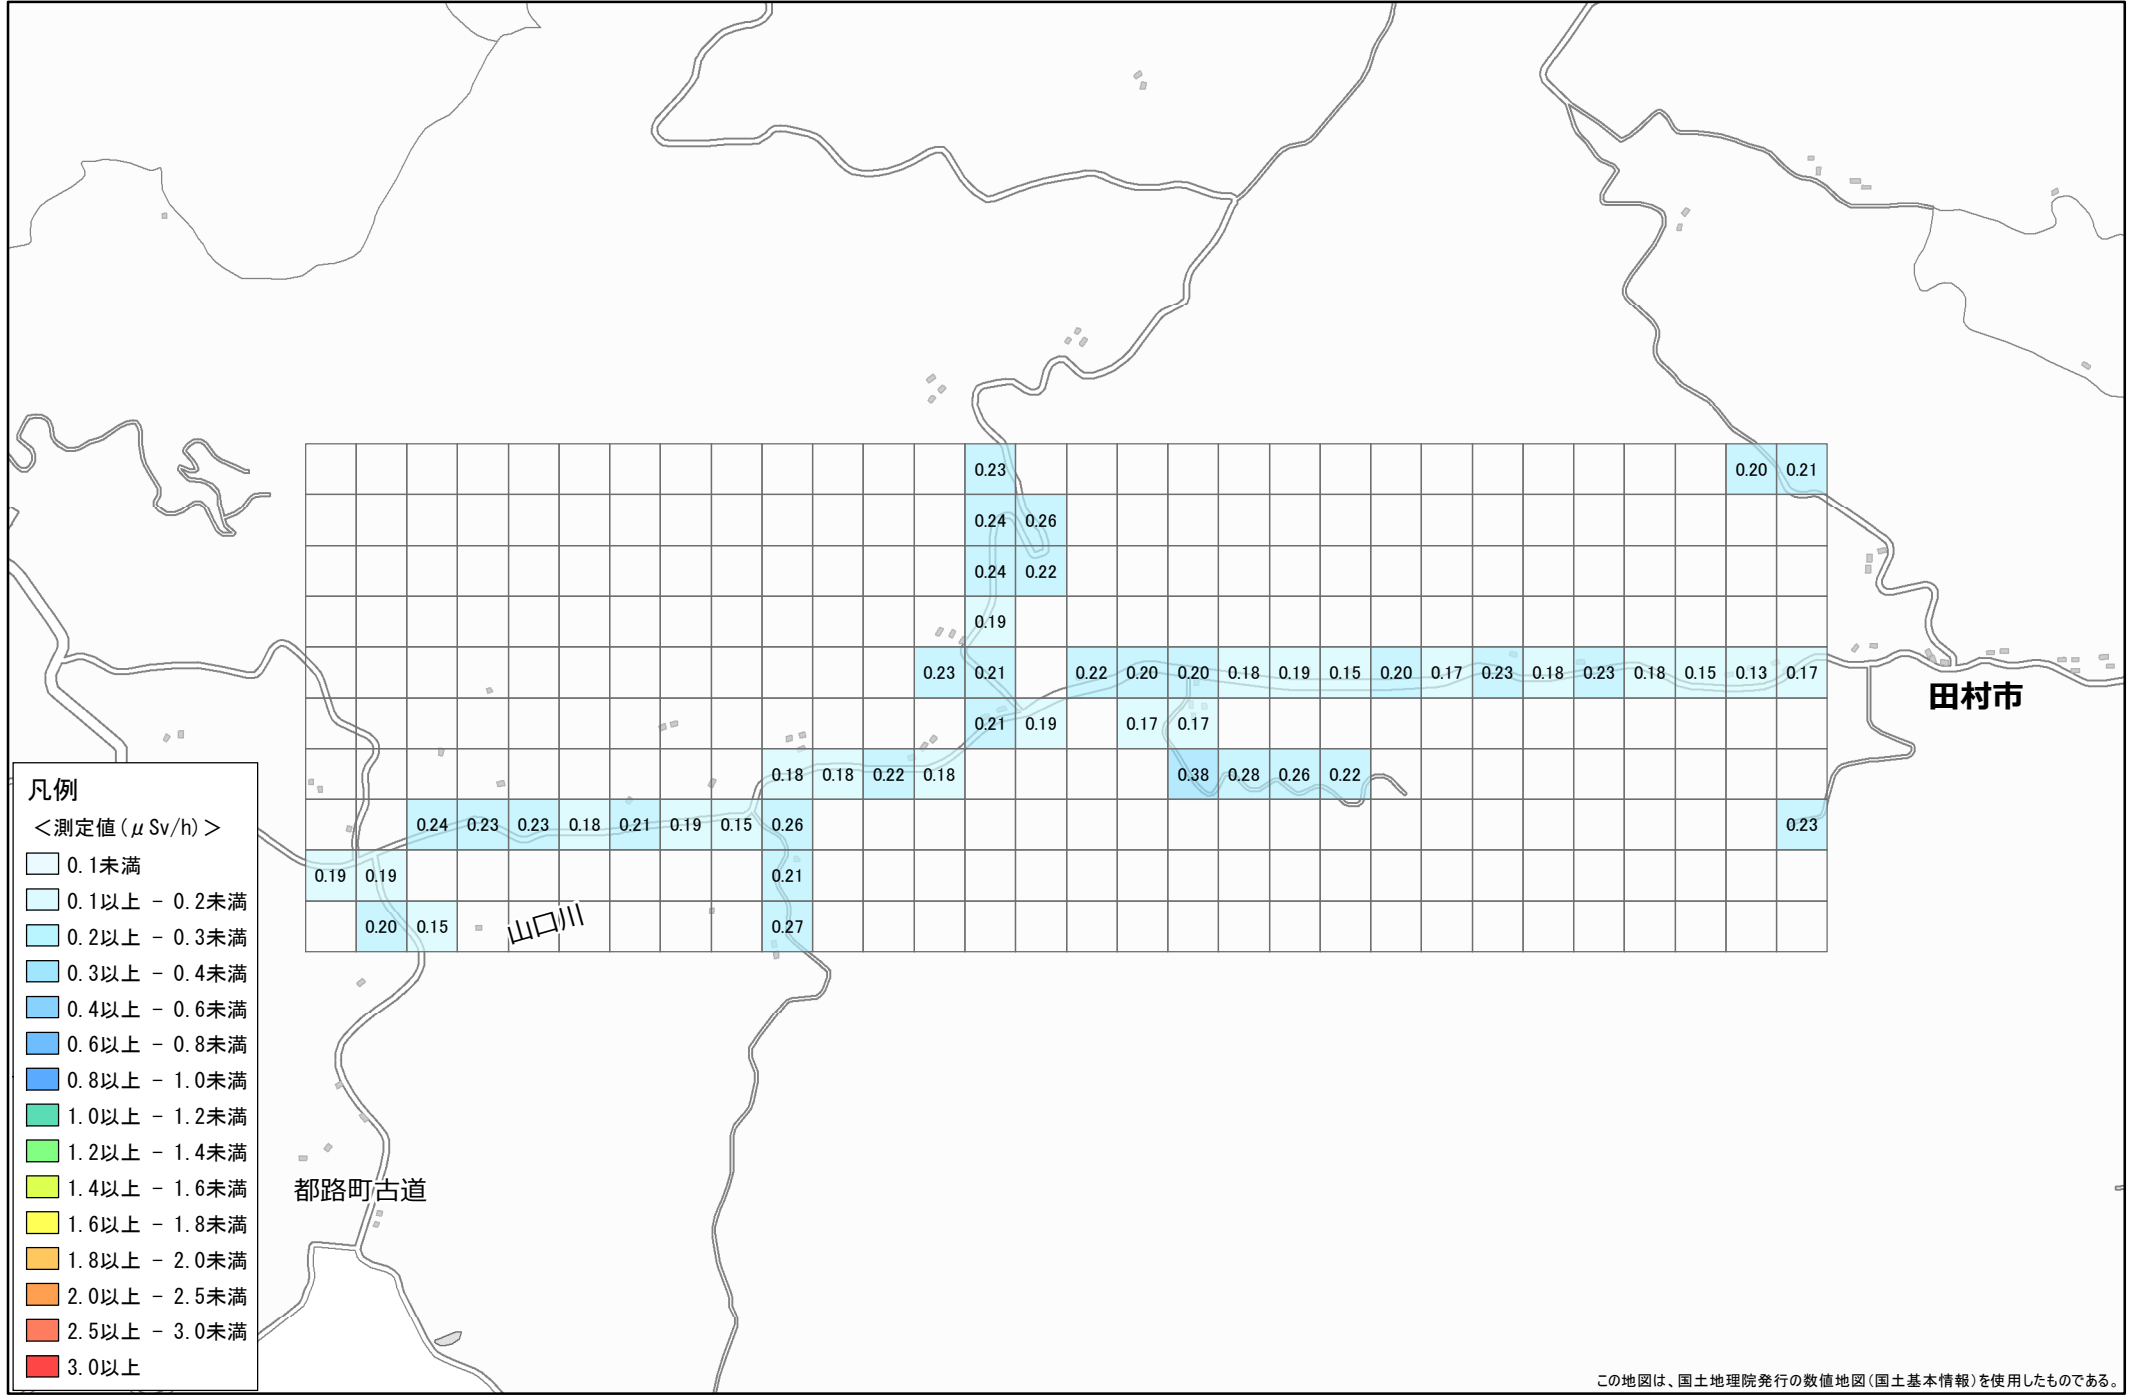 0.23 0.20 0.21
0.24 0.26
0.24 0.22
0.19
0.23 0.21 0.22 0.20 0.20 0.18 0.19 0.15 0.20 0.17 0.23 0.18 0.23 0.18 0.15 0.13 0.17
田村市
0.21 0.19 0.17 0.17
0.18 0.18 0.22 0.18 0.38 0.28 0.26 0.22
0.24 0.23 0.23 0.18 0.21 0.19 0.15 0.26 0.23
0.19 0.19 0.21
0.20 0.15 0.27
山口川
都路町古道
凡例
＜測定値(μSv/h)＞
0.1未満
0.1以上 - 0.2未満
0.2以上 - 0.3未満
0.3以上 - 0.4未満
0.4以上 - 0.6未満
0.6以上 - 0.8未満
0.8以上 - 1.0未満
1.0以上 - 1.2未満
1.2以上 - 1.4未満
1.4以上 - 1.6未満
1.6以上 - 1.8未満
1.8以上 - 2.0未満
2.0以上 - 2.5未満
2.5以上 - 3.0未満
3.0以上
この地図は、国土地理院発行の数値地図(国土基本情報)を使用したものである。